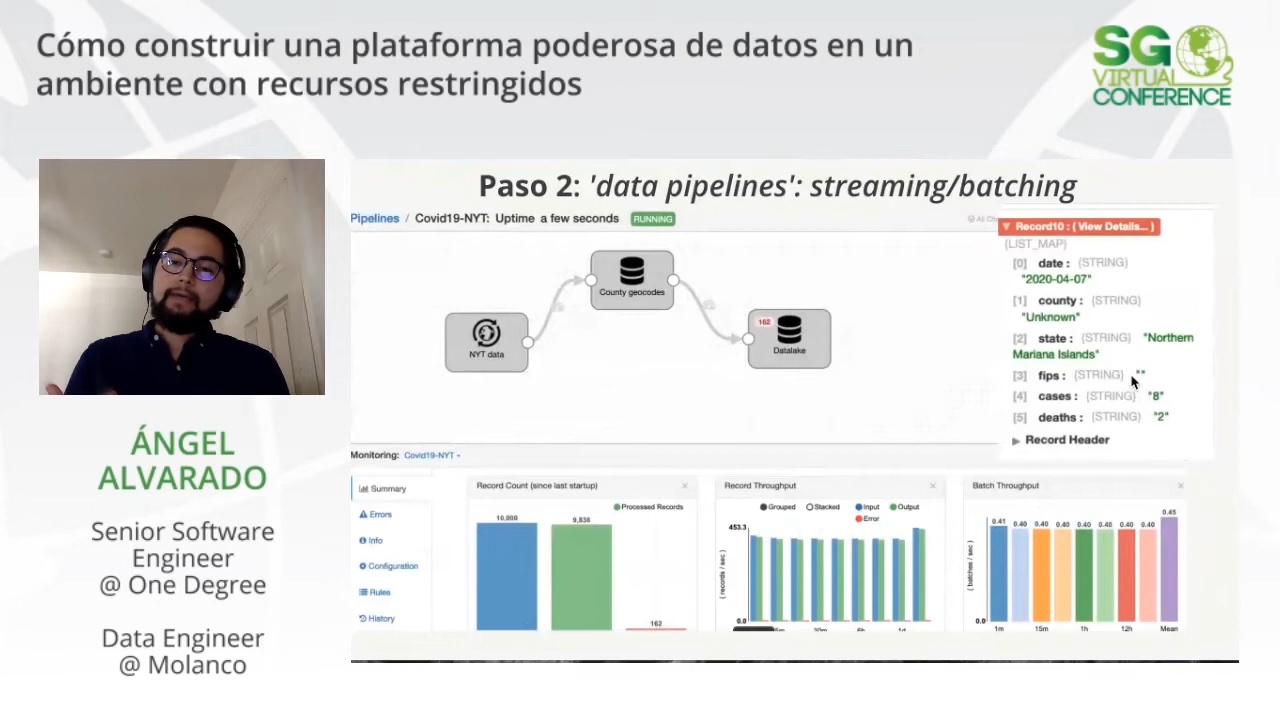 Cómo construir una plataforma poderosa de datos en un
ambiente con recursos restringidos
SG
VIRTUAL
CONFERENCE
ÁNGEL
ALVARADO
Senior Software
Engineer
@ One Degree
Data Engineer
@ Molanco
Paso 2: 'data pipelines': streaming/batching
Pipelines / Covid19-NYT: Uptime a few seconds RUNNING
NYT data
County geocodes
162
Datalake
Record10 : ( View Details... )
(LIST_MAP)
[0] date : (STRING)
"2020-04-07"
[1] county : (STRING)
"Unknown"
[2] state : (STRING) "Northern
Mariana Islands"
[3] fips : (STRING) ""
[4] cases : (STRING) "8"
[5] deaths : (STRING) "2"
Record Header
Monitoring: Covid19-NYT
Summary
Errors
Info
Configuration
Rules
History
Record Count (since last startup)
Processed Records
10,000
9,838
162
Record Throughput
Grouped Stacked Input Output
Error
453.3
( records / sec )
0.0
1d
Batch Throughput
0.41 0.40 0.40 0.40 0.40 0.40 0.40 0.40 0.45
( batches / sec )
0.0
1m 15m 1h 12h Mean